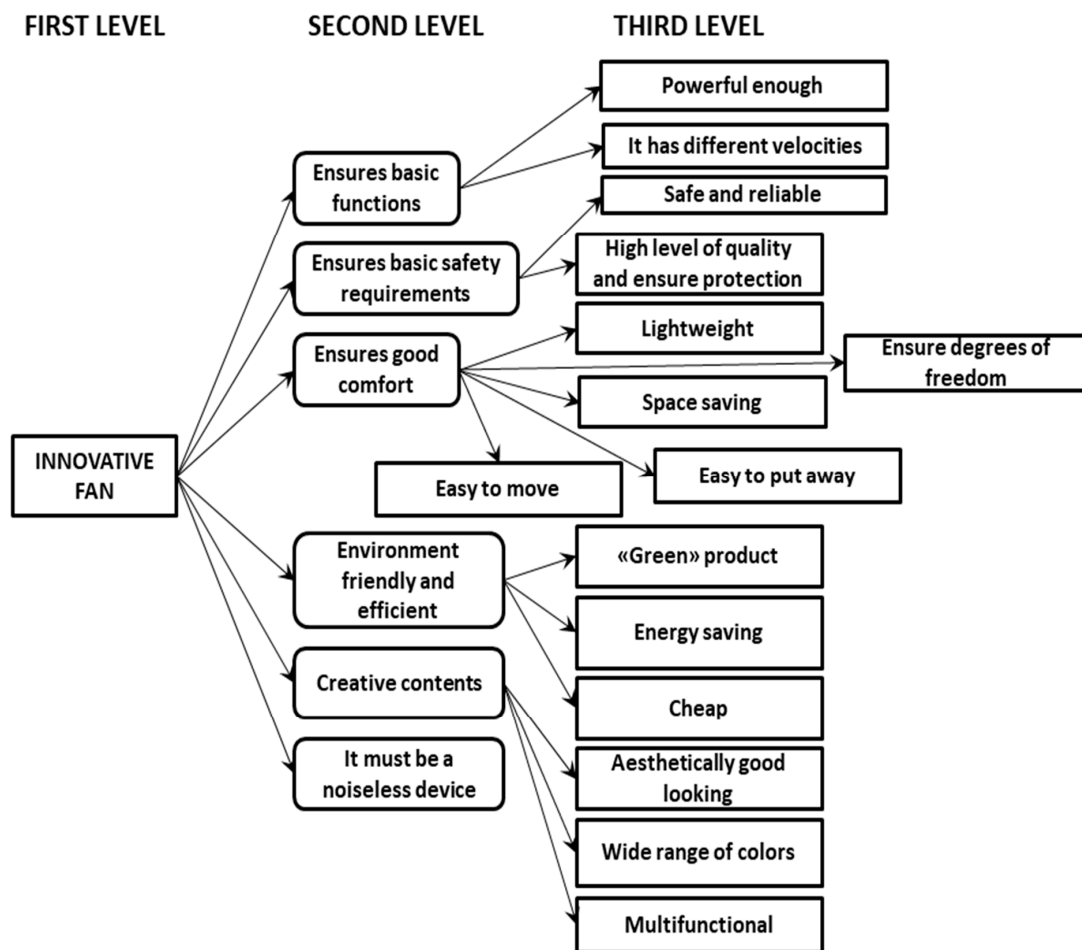 FIRST LEVEL
SECOND LEVEL
THIRD LEVEL
Powerful enough
It has different velocities
Ensures basic
functions
Safe and reliable
Ensures basic safety
requirements
High level of quality
and ensure protection
Lightweight
Ensures good
comfort
Ensure degrees of
freedom
Space saving
INNOVATIVE
FAN
Easy to move
Easy to put away
Environment
friendly and
efficient
«Green» product
Energy saving
Creative contents
Cheap
It must be a
noiseless device
Aesthetically good
looking
Wide range of colors
Multifunctional